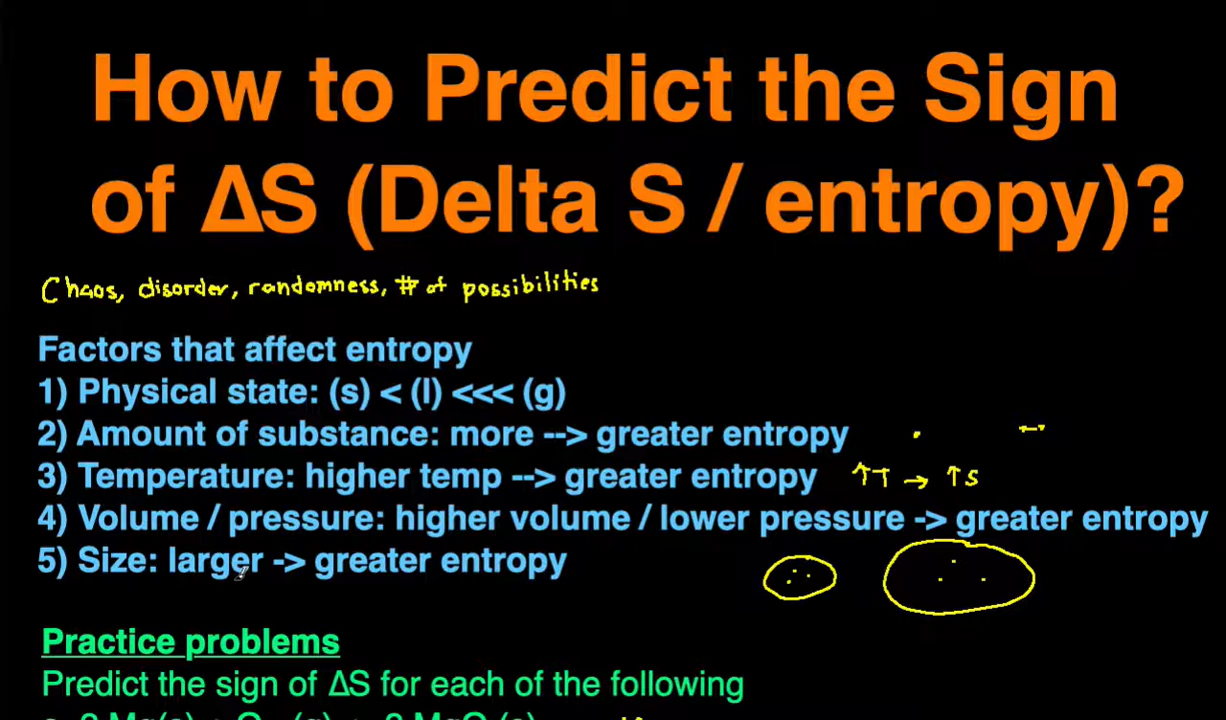 How to Predict the Sign
of ΔS (Delta S / entropy)?
Chaos, disorder, randomness, # of possibilities
Factors that affect entropy
1) Physical state: (s) < (l) <<< (g)
2) Amount of substance: more --> greater entropy
3) Temperature: higher temp --> greater entropy ↑T → ↑S
4) Volume / pressure: higher volume / lower pressure -> greater entropy
5) Size: larger -> greater entropy
Practice problems
Predict the sign of ΔS for each of the following